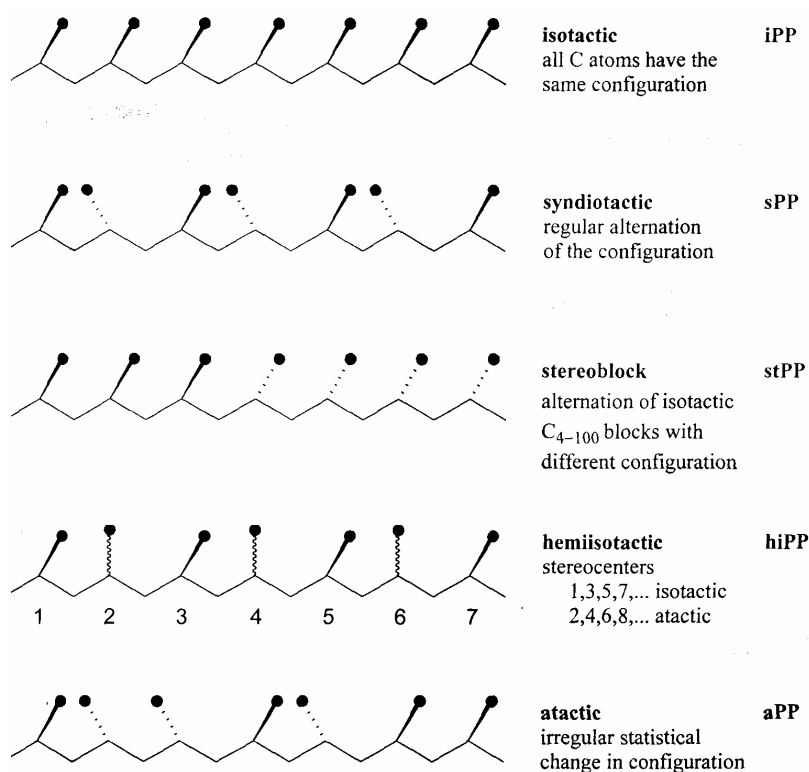 isotactic iPP
all C atoms have the
same configuration
syndiotactic sPP
regular alternation
of the configuration
stereoblock stPP
alternation of isotactic
C4–100 blocks with
different configuration
hemiisotactic hiPP
stereocenters
1,3,5,7,... isotactic
2,4,6,8,... atactic
1 2 3 4 5 6 7
atactic aPP
irregular statistical
change in configuration